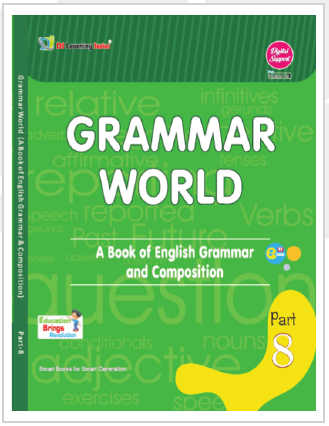 Grammar World (A Book of English Grammar & Composition)
Part-8
Learning
Digital
Support
relative
infinitives
gerunds
GRAMMAR
WORLD
affirmative
tenses
speech reported
Verbs
Past Future
A Book of English Grammar
and Composition
question
Education
Brings
Revolution
Part
8
conditionals
nouns
adjective
Smart Books for Smart Generation
exercises